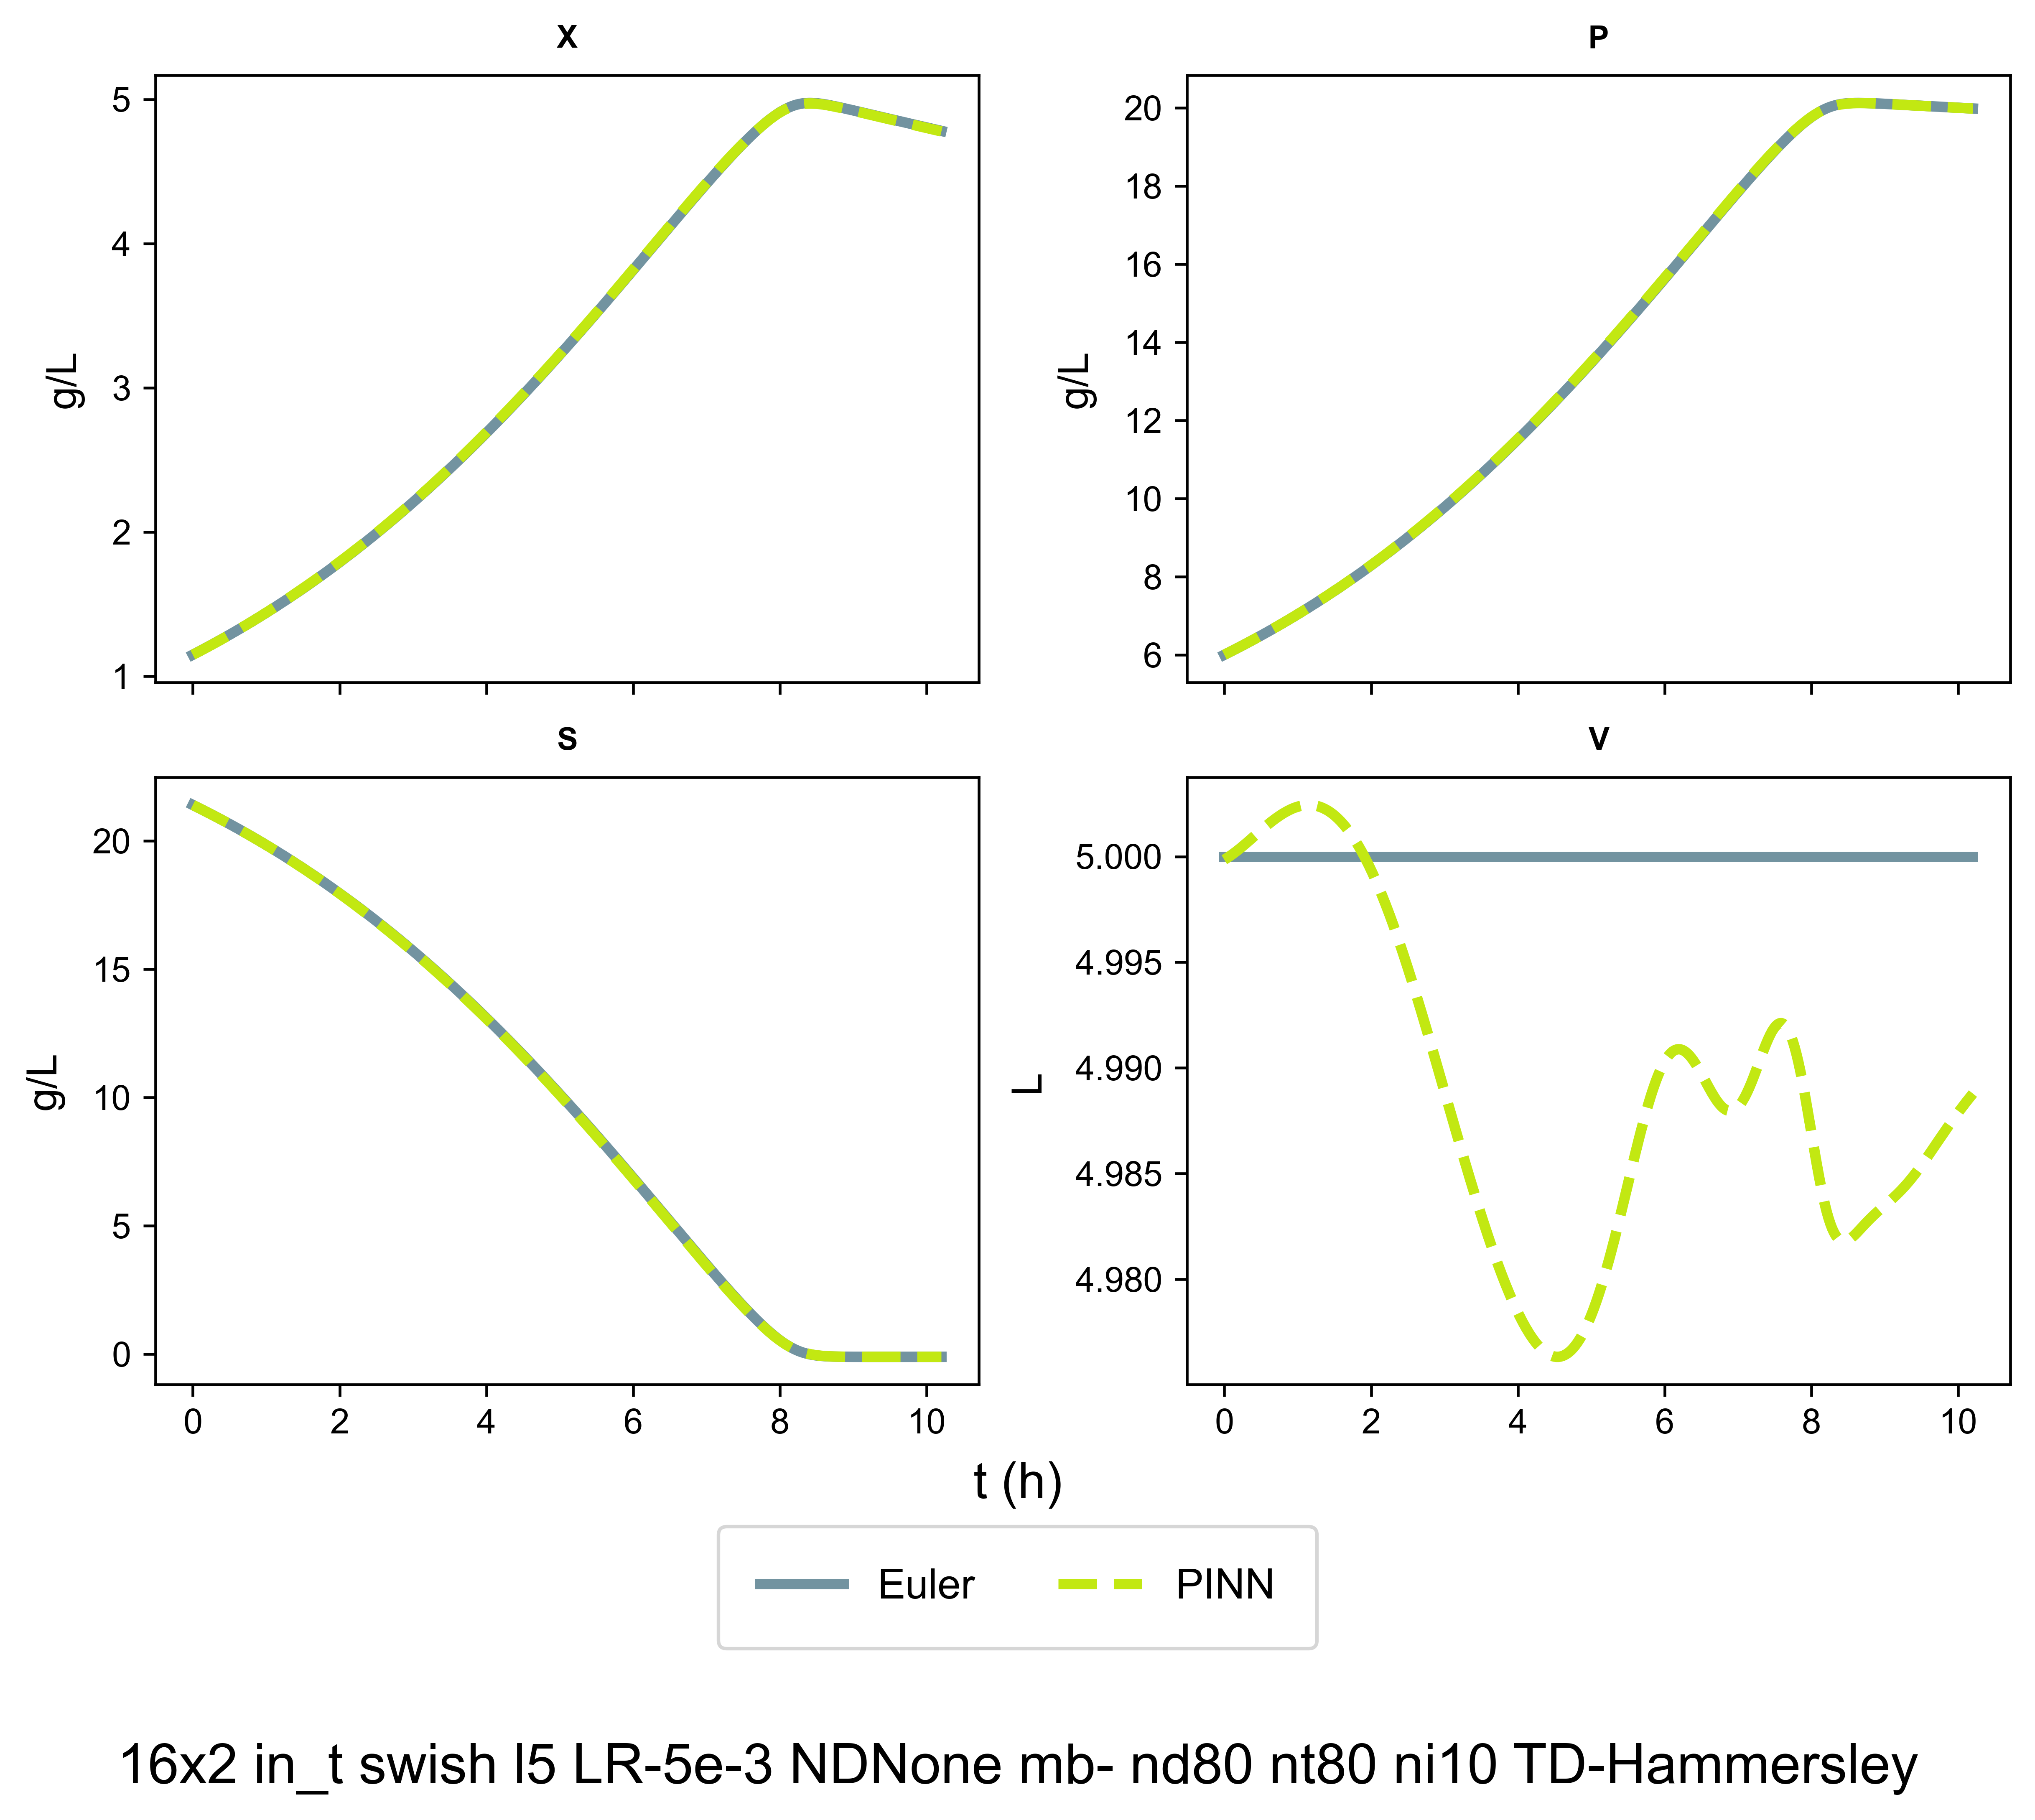 X
5
4
3
2
1
g/L
P
20
18
16
14
12
10
8
6
g/L
S
20
15
10
5
0
g/L
0 2 4 6 8 10
V
5.000
4.995
4.990
4.985
4.980
L
0 2 4 6 8 10
t (h)
Euler PINN
16x2 in_t swish l5 LR-5e-3 NDNone mb- nd80 nt80 ni10 TD-Hammersley